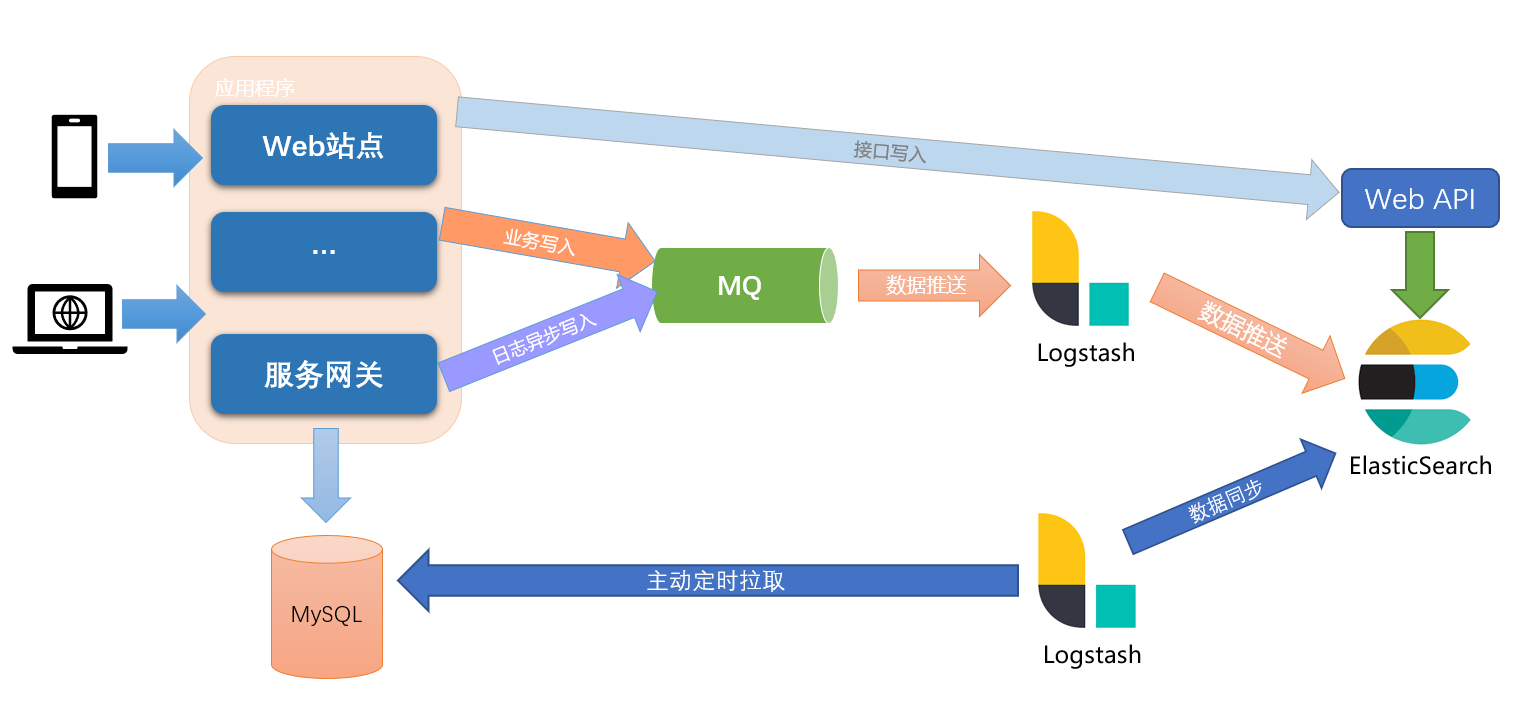 应用程序
Web站点
...
服务网关
接口写入
业务写入
日志异步写入
MQ
数据推送
Logstash
数据推送
Web API
ElasticSearch
数据同步
主动定时拉取
Logstash
MySQL